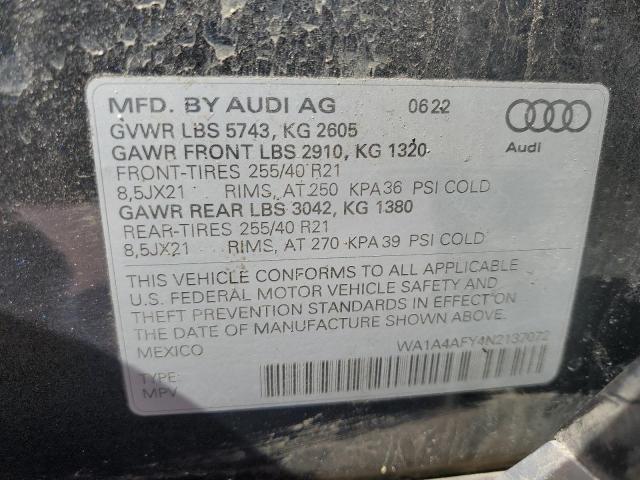 MFD. BY AUDI AG 06 22
GVWR LBS 5743, KG 2605
GAWR FRONT LBS 2910, KG 1320
FRONT-TIRES 255/40 R21
8,5JX21 RIMS, AT 250 KPA 36 PSI COLD
GAWR REAR LBS 3042, KG 1380
REAR-TIRES 255/40 R21
8,5JX21 RIMS, AT 270 KPA 39 PSI COLD
Audi
THIS VEHICLE CONFORMS TO ALL APPLICABLE
U.S. FEDERAL MOTOR VEHICLE SAFETY AND
THEFT PREVENTION STANDARDS IN EFFECT ON
THE DATE OF MANUFACTURE SHOWN ABOVE.
MEXICO WA1A4AFY4N2137072
TYPE:
MPV